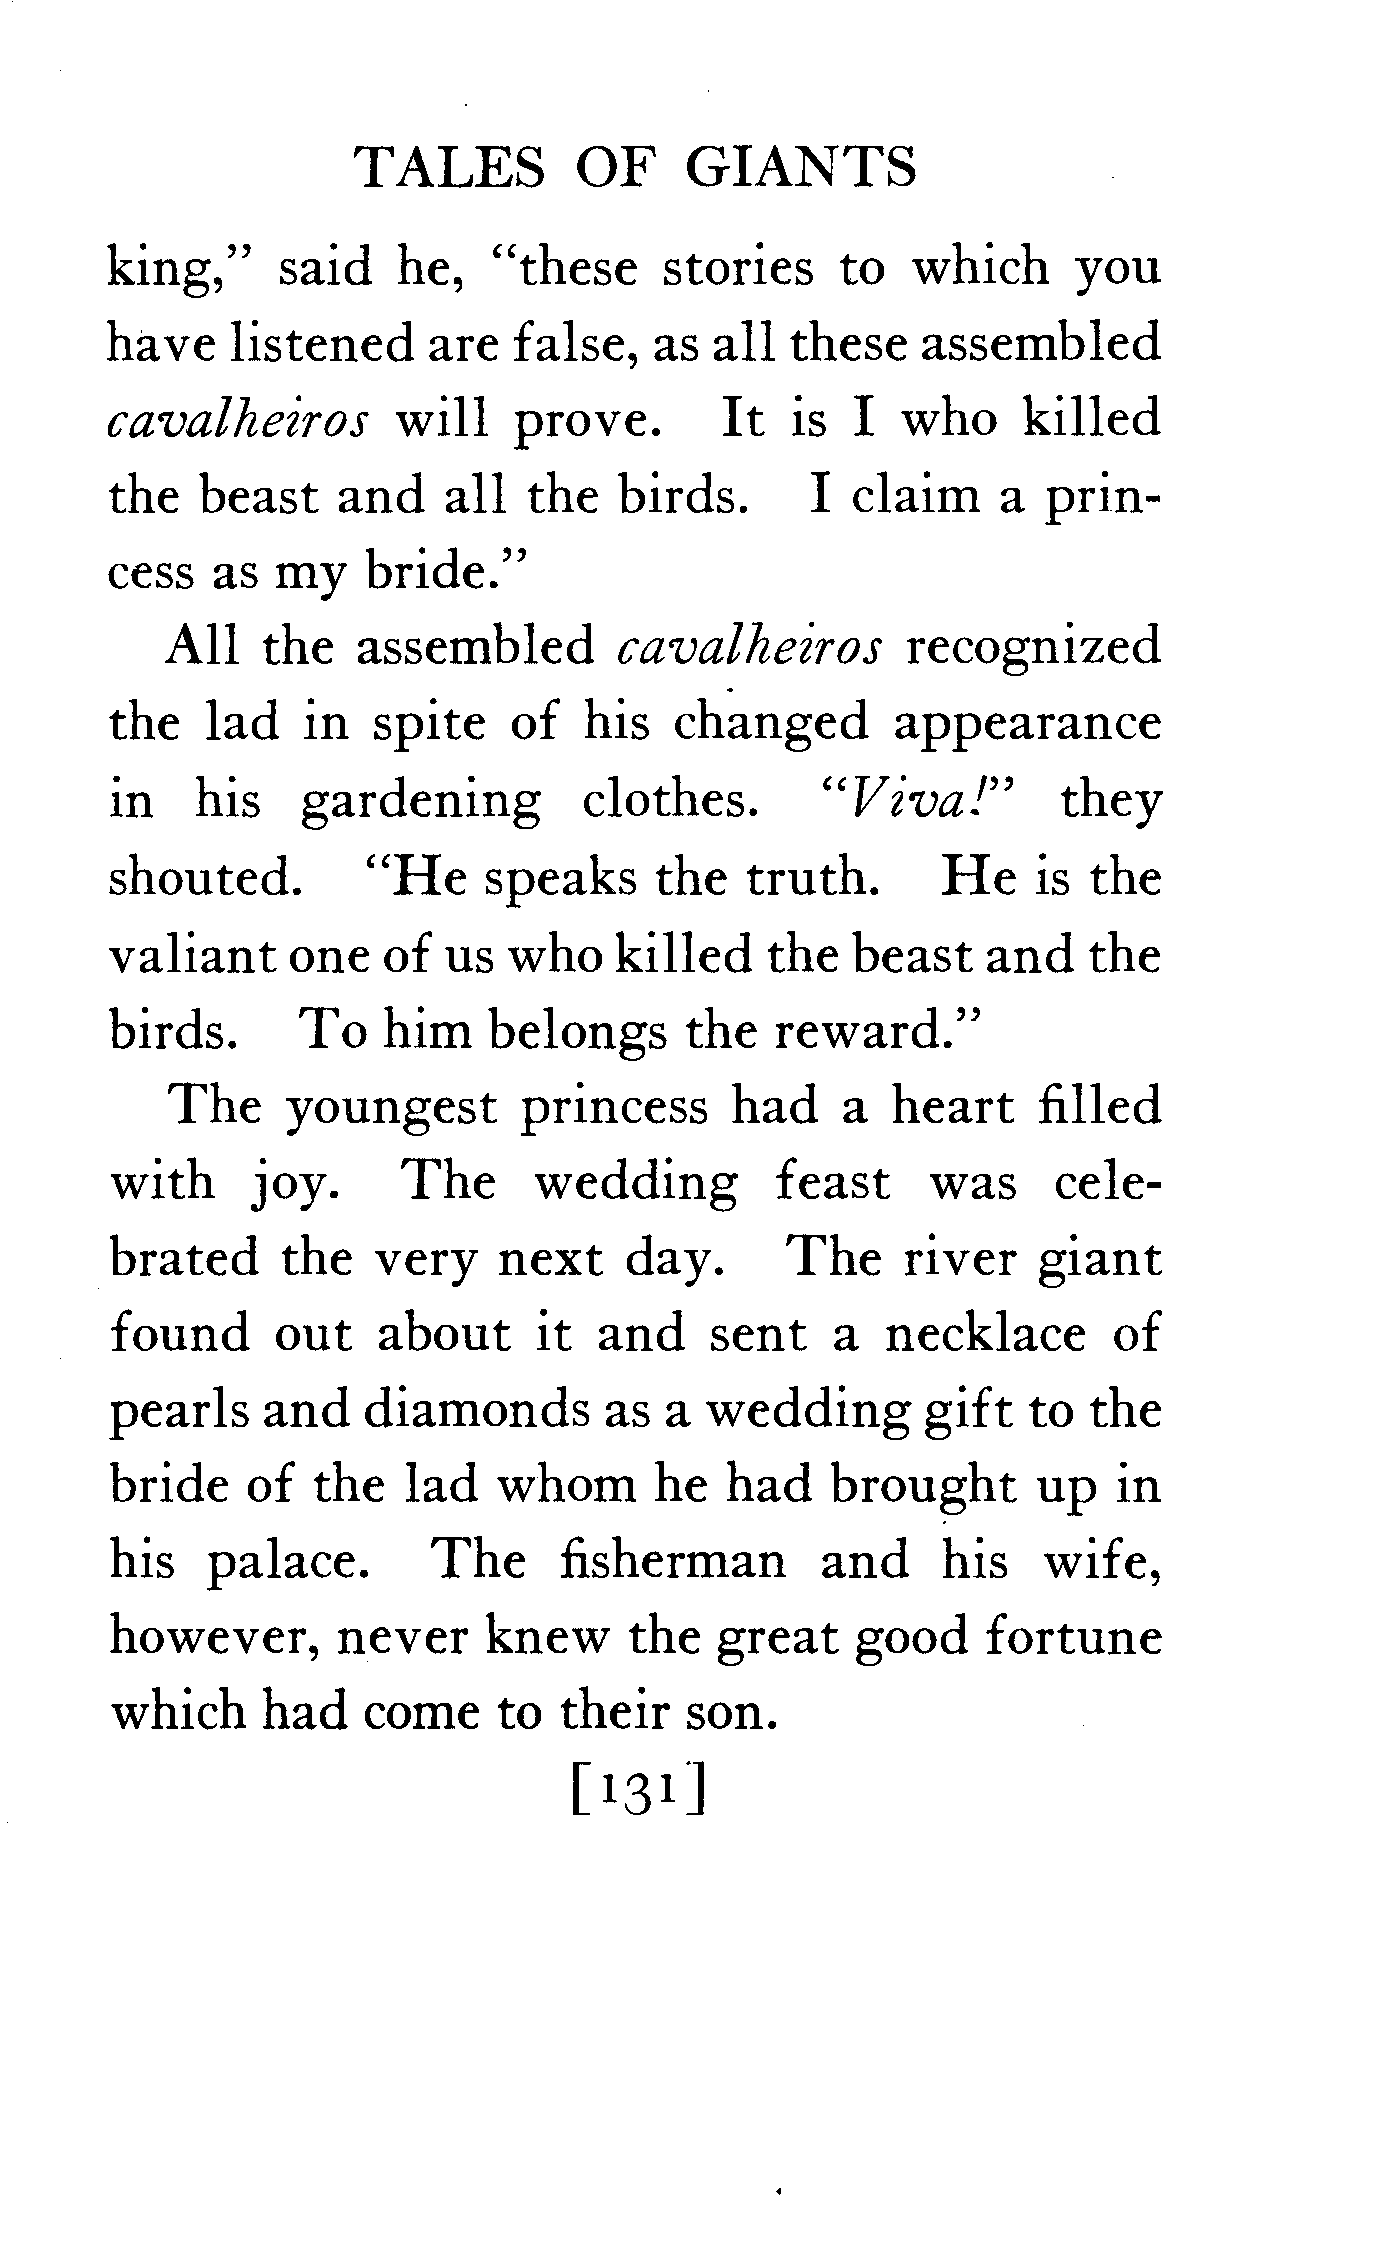 TALES OF GIANTS
king," said he, "these stories to which you
have listened are false, as all these assembled
cavalheiros will prove. It is I who killed
the beast and all the birds. I claim a prin-
cess as my bride."
All the assembled cavalheiros recognized
the lad in spite of his changed appearance
in his gardening clothes. "Viva!" they
shouted. "He speaks the truth. He is the
valiant one of us who killed the beast and the
birds. To him belongs the reward."
The youngest princess had a heart filled
with joy. The wedding feast was cele-
brated the very next day. The river giant
found out about it and sent a necklace of
pearls and diamonds as a wedding gift to the
bride of the lad whom he had brought up in
his palace. The fisherman and his wife,
however, never knew the great good fortune
which had come to their son.
[131]